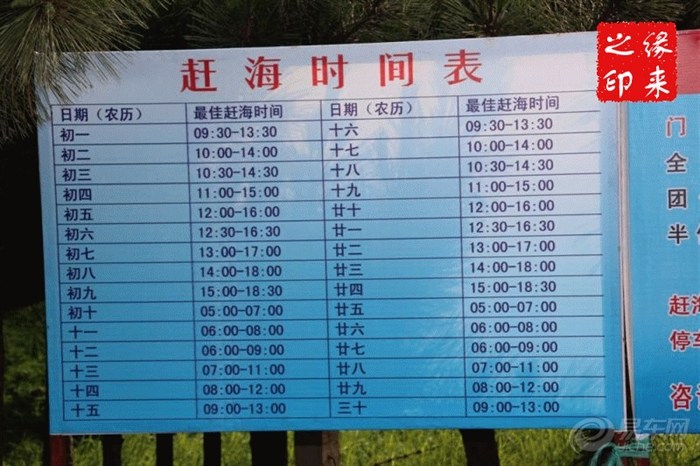 赶海时间表
缘来之印
日期（农历） 最佳赶海时间 日期（农历） 最佳赶海时间
初一 09:30-13:30 十六 09:30-13:30
初二 10:00-14:00 十七 10:00-14:00
初三 10:30-14:30 十八 10:30-14:30
初四 11:00-15:00 十九 11:00-15:00
初五 12:00-16:00 廿十 12:00-16:00
初六 12:30-16:30 廿一 12:30-16:30
初七 13:00-17:00 廿二 13:00-17:00
初八 14:00-18:00 廿三 14:00-18:00
初九 15:00-18:30 廿四 15:00-18:30
初十 05:00-07:00 廿五 05:00-07:00
十一 06:00-08:00 廿六 06:00-08:00
十二 06:00-09:00 廿七 06:00-09:00
十三 07:00-11:00 廿八 07:00-11:00
十四 08:00-12:00 廿九 08:00-12:00
十五 09:00-13:00 三十 09:00-13:00
门
全
团
半
赶海
停车
咨
易车网